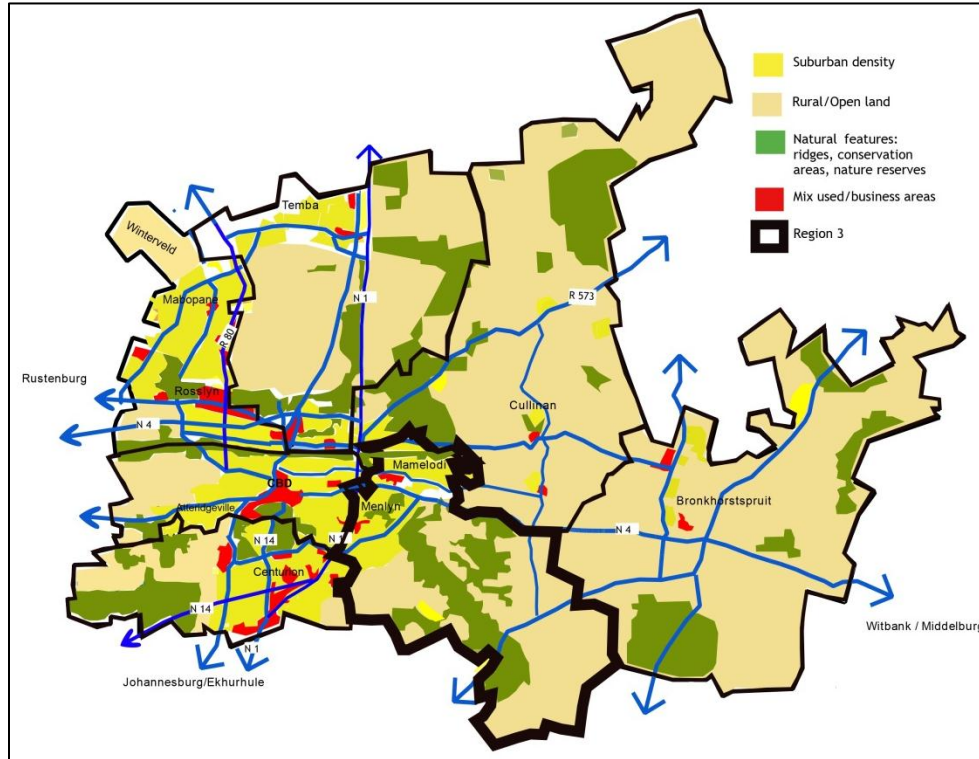 Suburban density
Rural/Open land
Natural features:
ridges, conservation
areas, nature reserves
Mix used/business areas
Region 3
Temba
Winterveld
Mabopane
N 1
R 573
R 80
Rustenburg
Rosslyn
Cullinan
N 4
Mamelodi
CBD
Menlyn
Atteridgeville
Bronkhorstspruit
N 4
N 14
N 1
Centurion
N 14
Witbank / Middelburg
N 1
Johannesburg/Ekhurhule